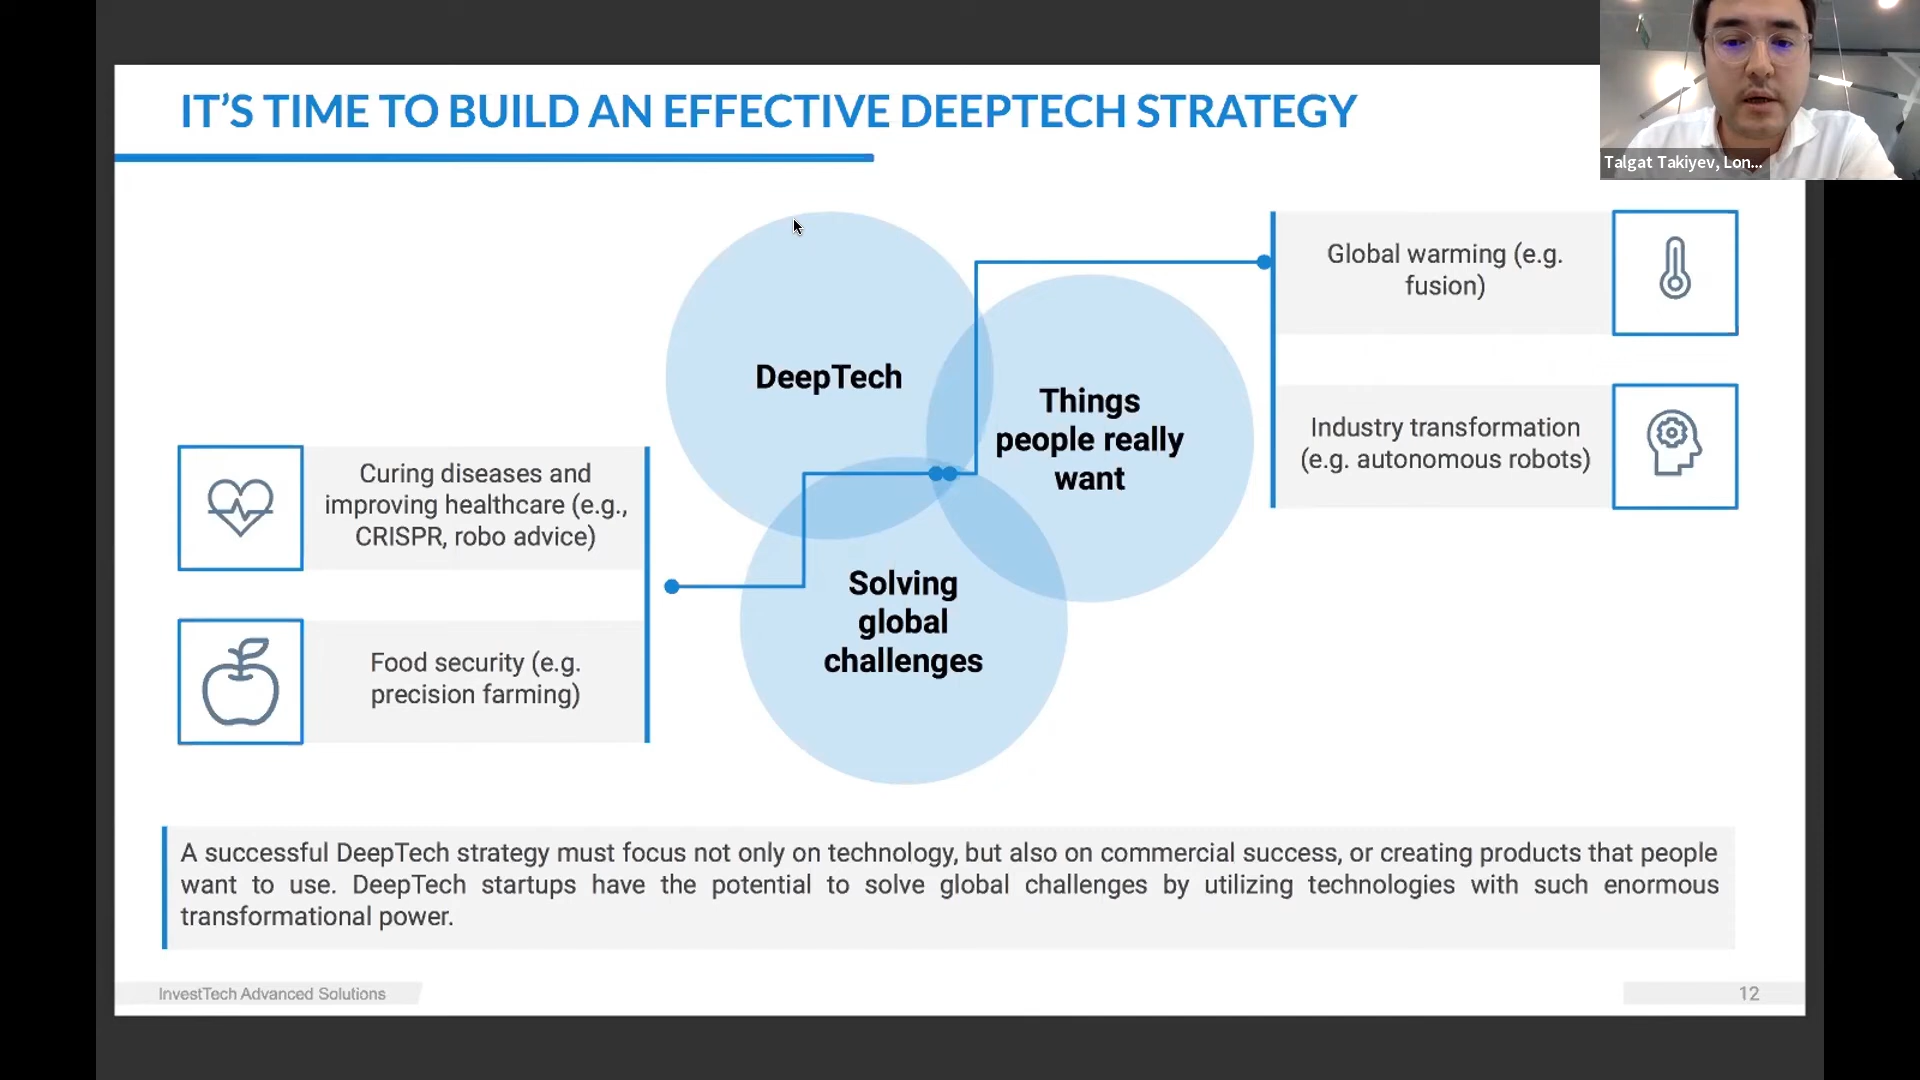 IT’S TIME TO BUILD AN EFFECTIVE DEEPTECH STRATEGY
Talgat Takiyev, Lon...
DeepTech
Things
people really
want
Solving
global
challenges
Global warming (e.g.
fusion)
Industry transformation
(e.g. autonomous robots)
Curing diseases and
improving healthcare (e.g.,
CRISPR, robo advice)
Food security (e.g.
precision farming)
A successful DeepTech strategy must focus not only on technology, but also on commercial success, or creating products that people
want to use. DeepTech startups have the potential to solve global challenges by utilizing technologies with such enormous
transformational power.
InvestTech Advanced Solutions
12